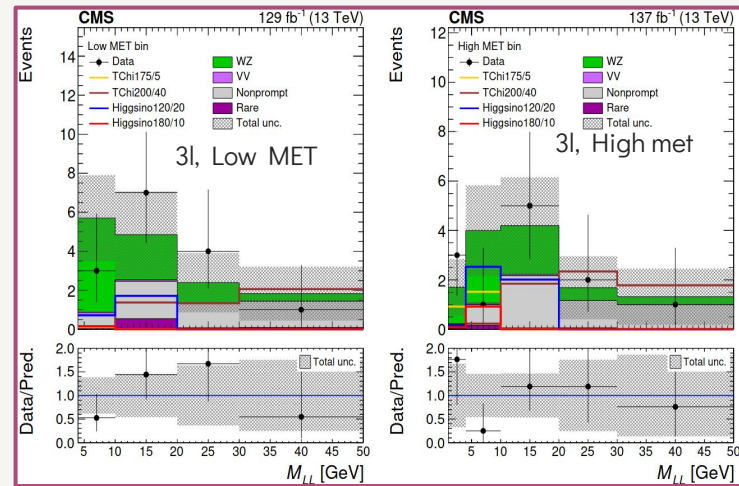 CMS 129 fb⁻¹ (13 TeV)
Events
Low MET bin
Data
TChi175/5
TChi200/40
Higgsino120/20
Higgsino180/10
WZ
VV
Nonprompt
Rare
Total unc.
3l, Low MET
14
12
10
8
6
4
2
0
Data/Pred.
2.0
1.5
1.0
0.5
0.0
Total unc.
5 10 15 20 25 30 35 40 45 50
M_LL [GeV]
CMS 137 fb⁻¹ (13 TeV)
Events
High MET bin
Data
TChi175/5
TChi200/40
Higgsino120/20
Higgsino180/10
WZ
VV
Nonprompt
Rare
Total unc.
3l, High met
12
10
8
6
4
2
0
Data/Pred.
2.0
1.5
1.0
0.5
0.0
Total unc.
5 10 15 20 25 30 35 40 45 50
M_LL [GeV]